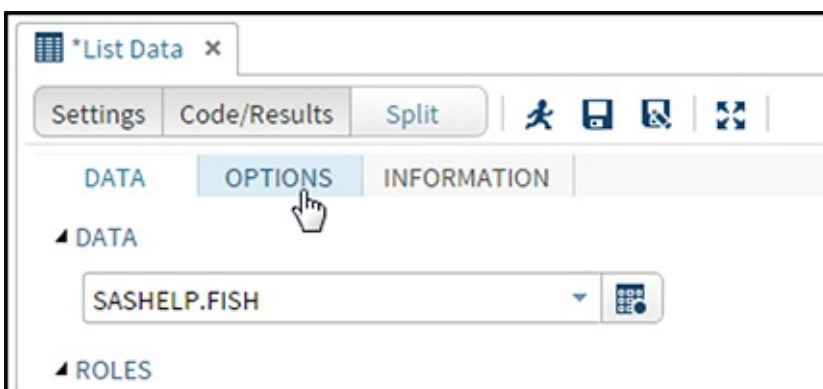 *List Data
Settings Code/Results Split
DATA OPTIONS INFORMATION
DATA
SASHELP.FISH
ROLES